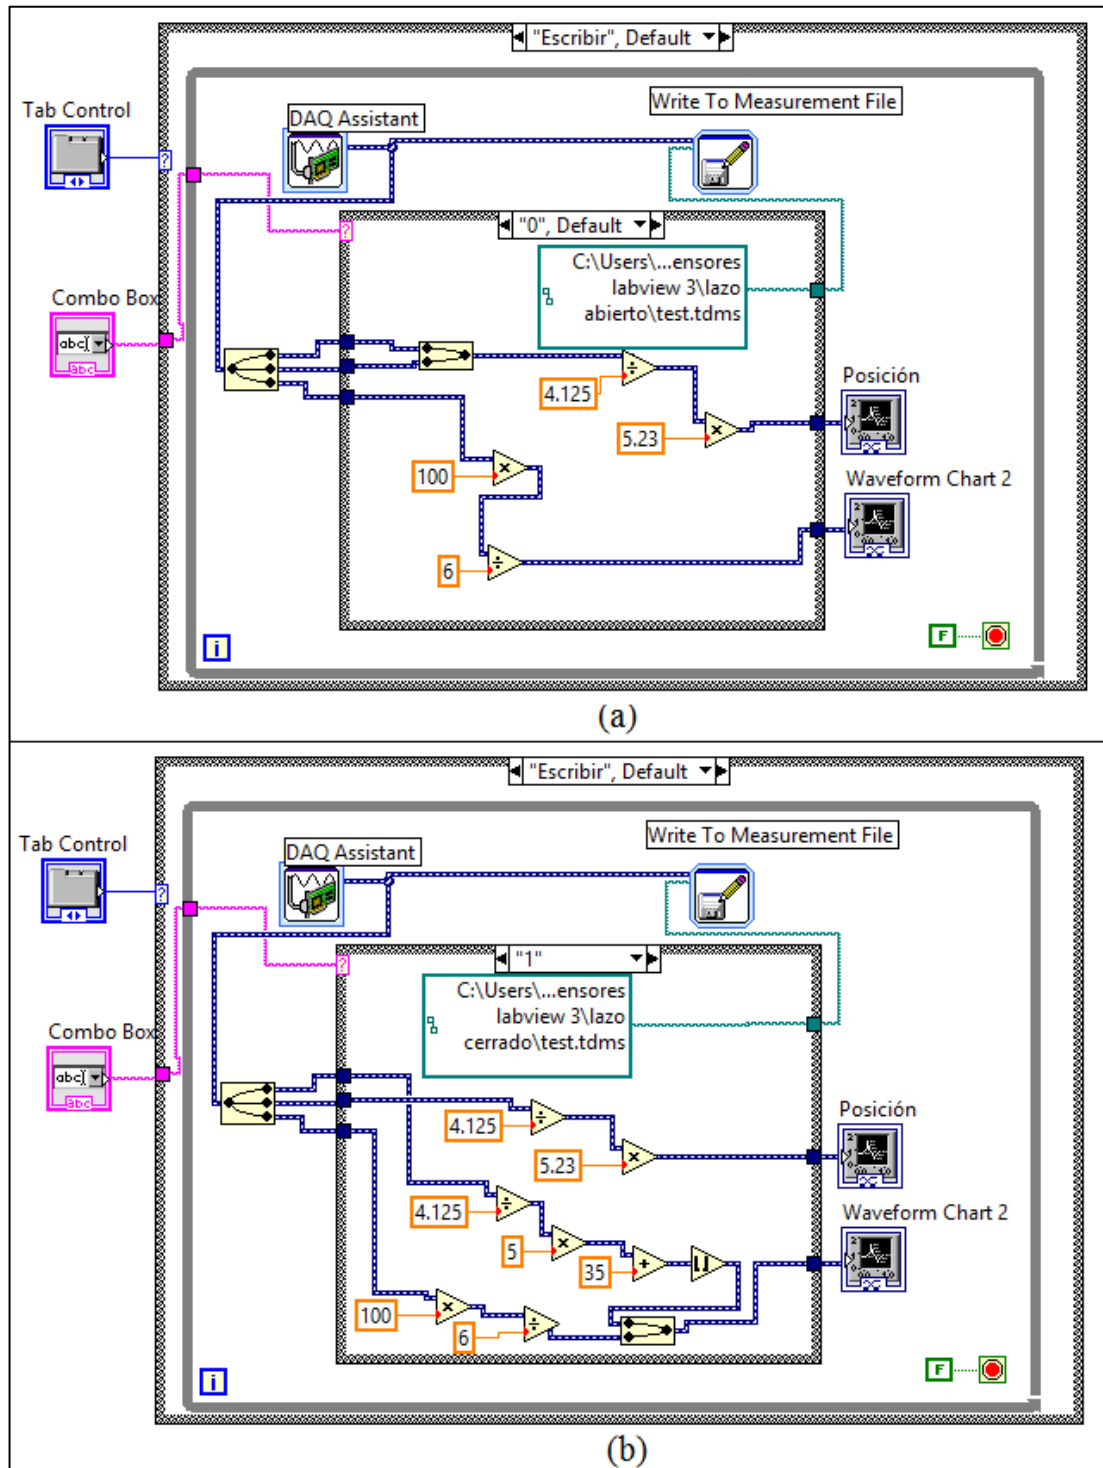 "Escribir", Default
Tab Control
DAQ Assistant
Write To Measurement File
?
"0", Default
?
C:\Users\...ensores
labview 3\lazo
abierto\test.tdms
Combo Box
abc
abc
4.125
5.23
Posición
100
Waveform Chart 2
6
i
F
(a)
"Escribir", Default
Tab Control
DAQ Assistant
Write To Measurement File
?
"1"
?
C:\Users\...ensores
labview 3\lazo
cerrado\test.tdms
Combo Box
abc
abc
4.125
5.23
Posición
4.125
5
35
Waveform Chart 2
100
6
i
F
(b)